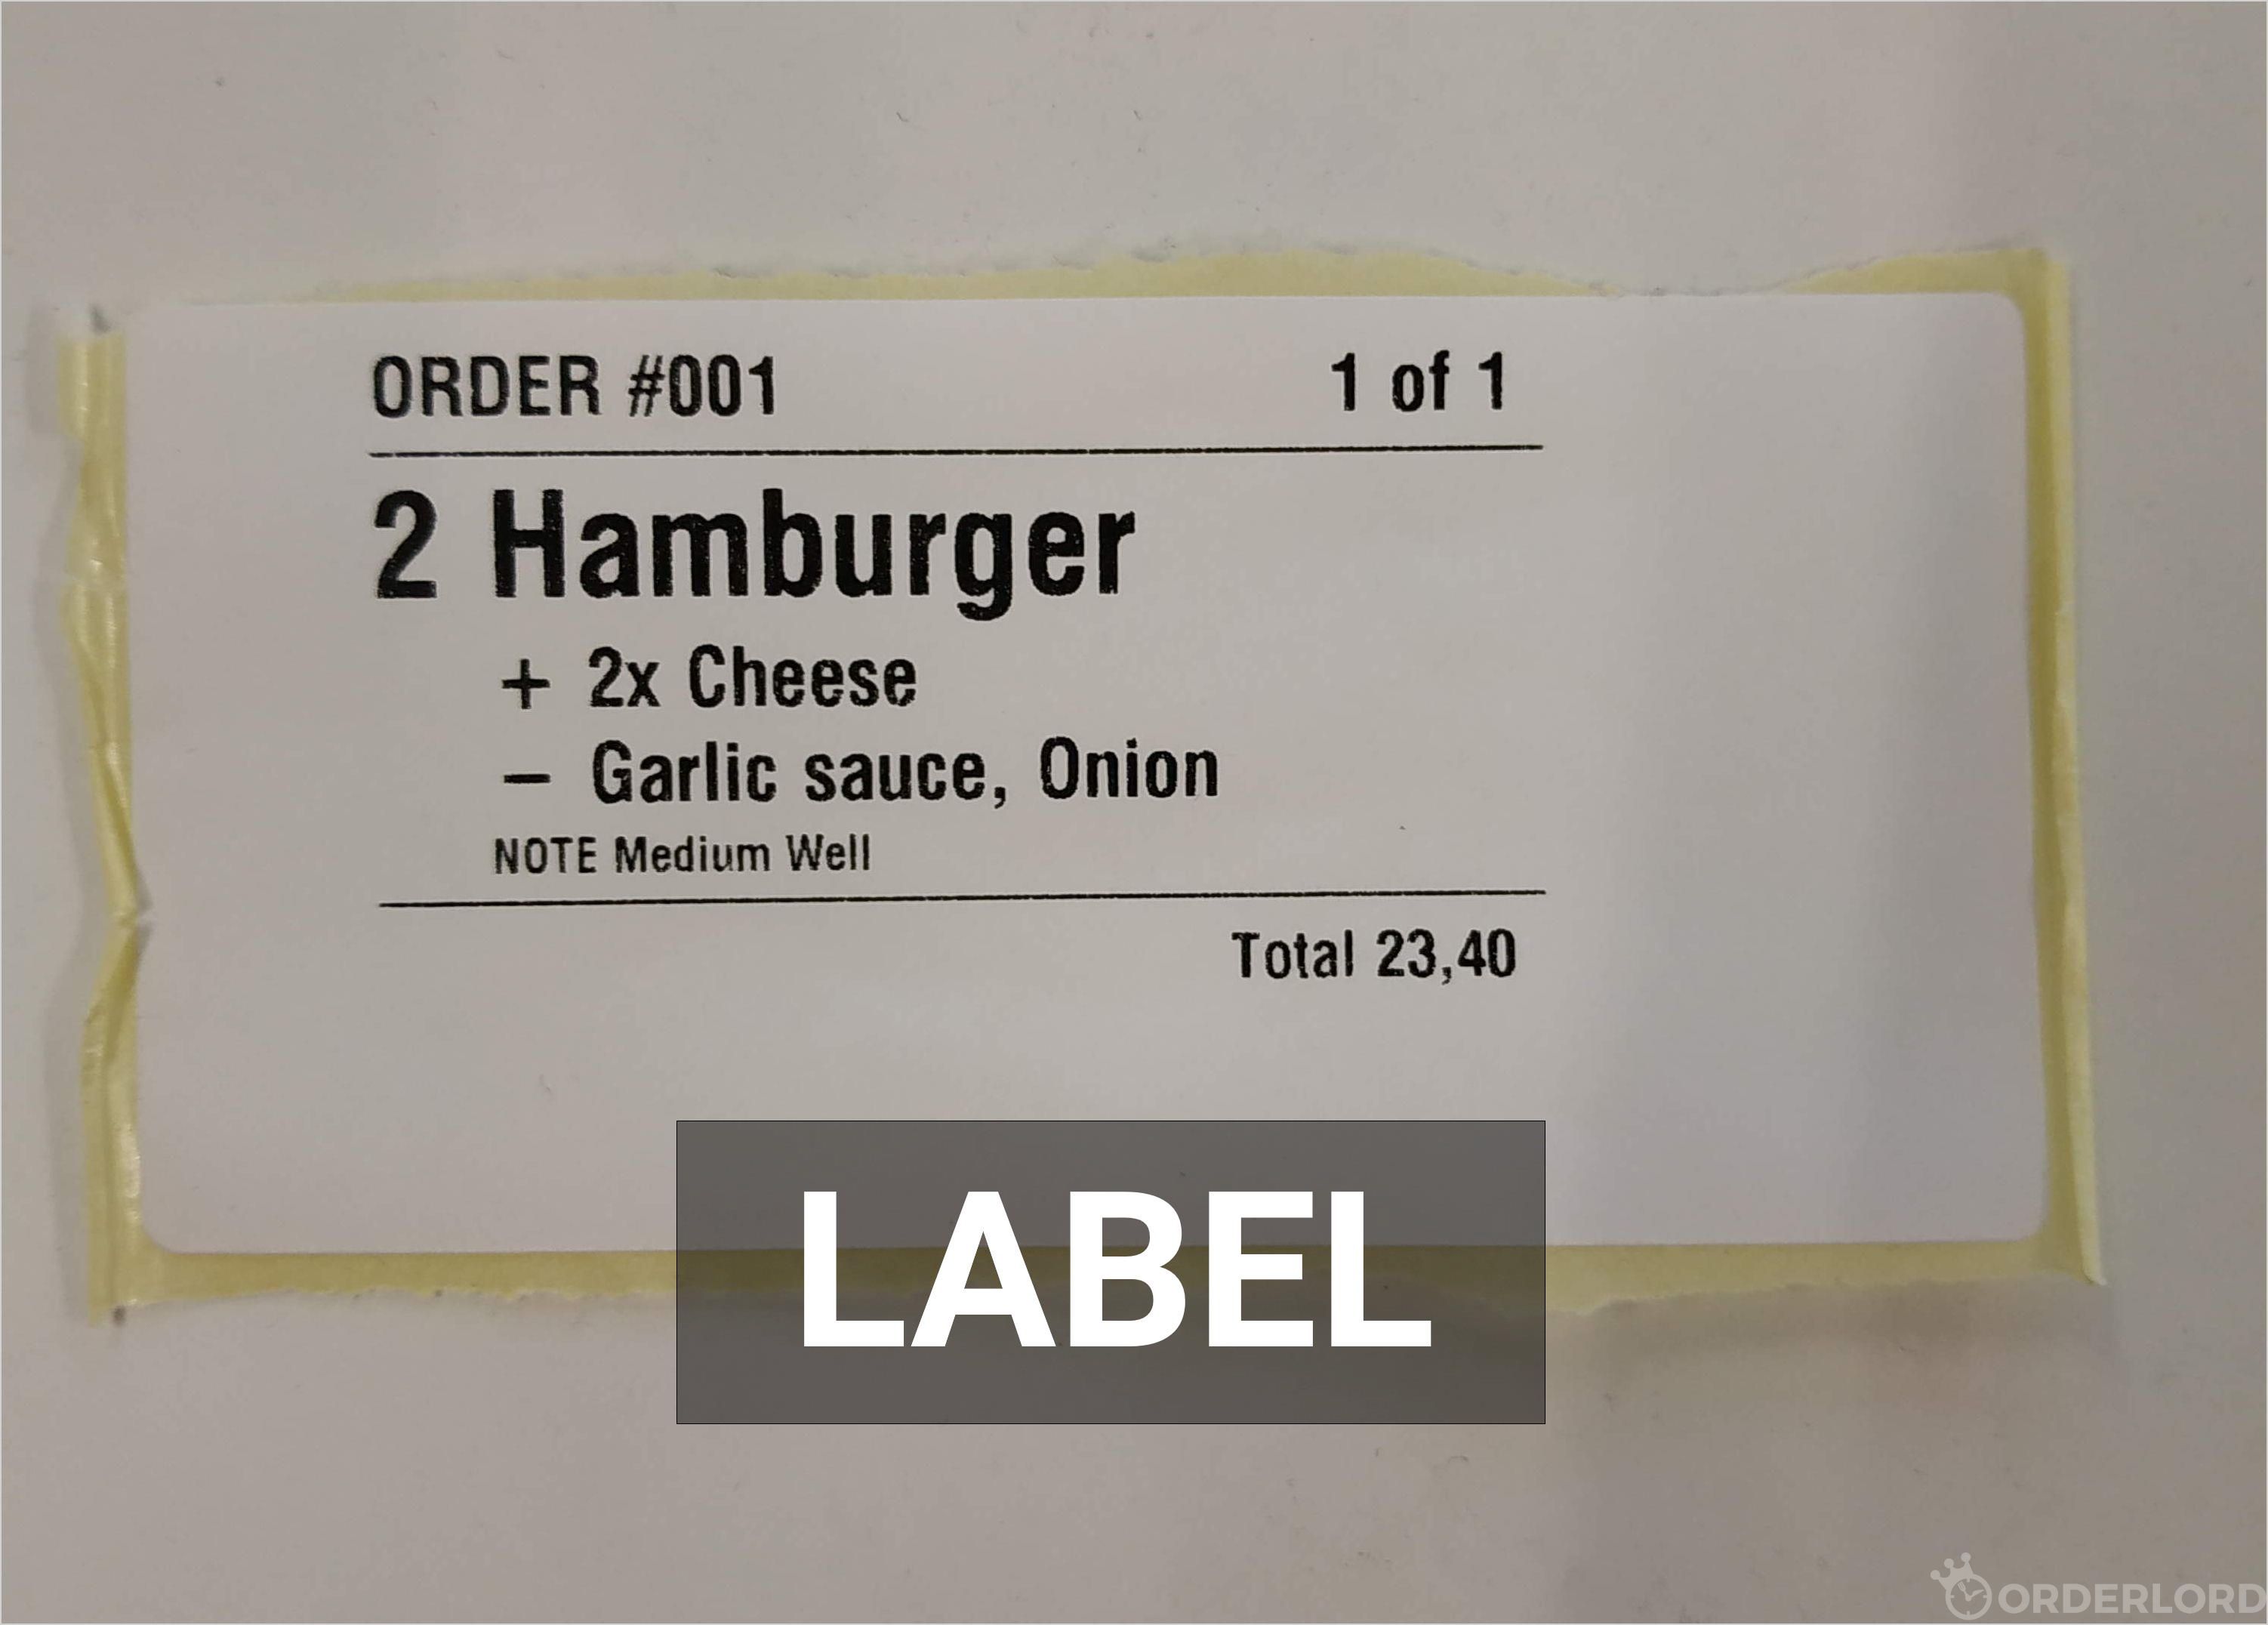 ORDER #001 1 of 1
2 Hamburger
+ 2x Cheese
– Garlic sauce, Onion
NOTE Medium Well
Total 23,40
LABEL
ORDERLORD